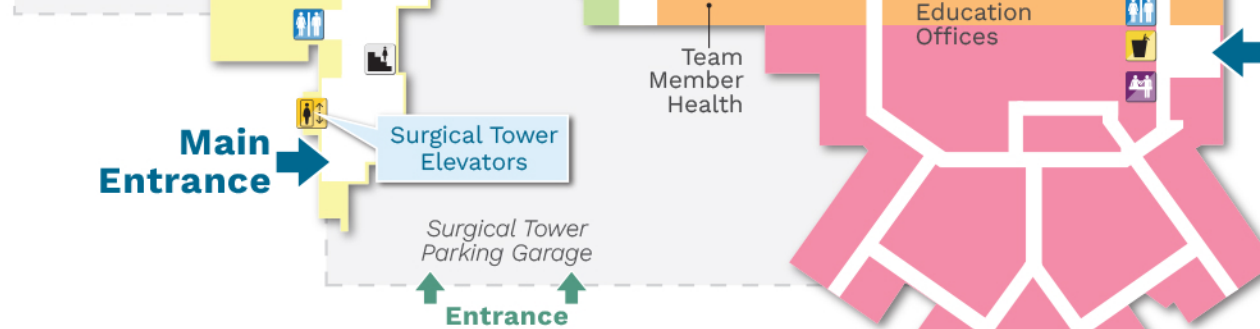 Education
Offices
Team
Member
Health
Main
Entrance
Surgical Tower
Elevators
Surgical Tower
Parking Garage
Entrance